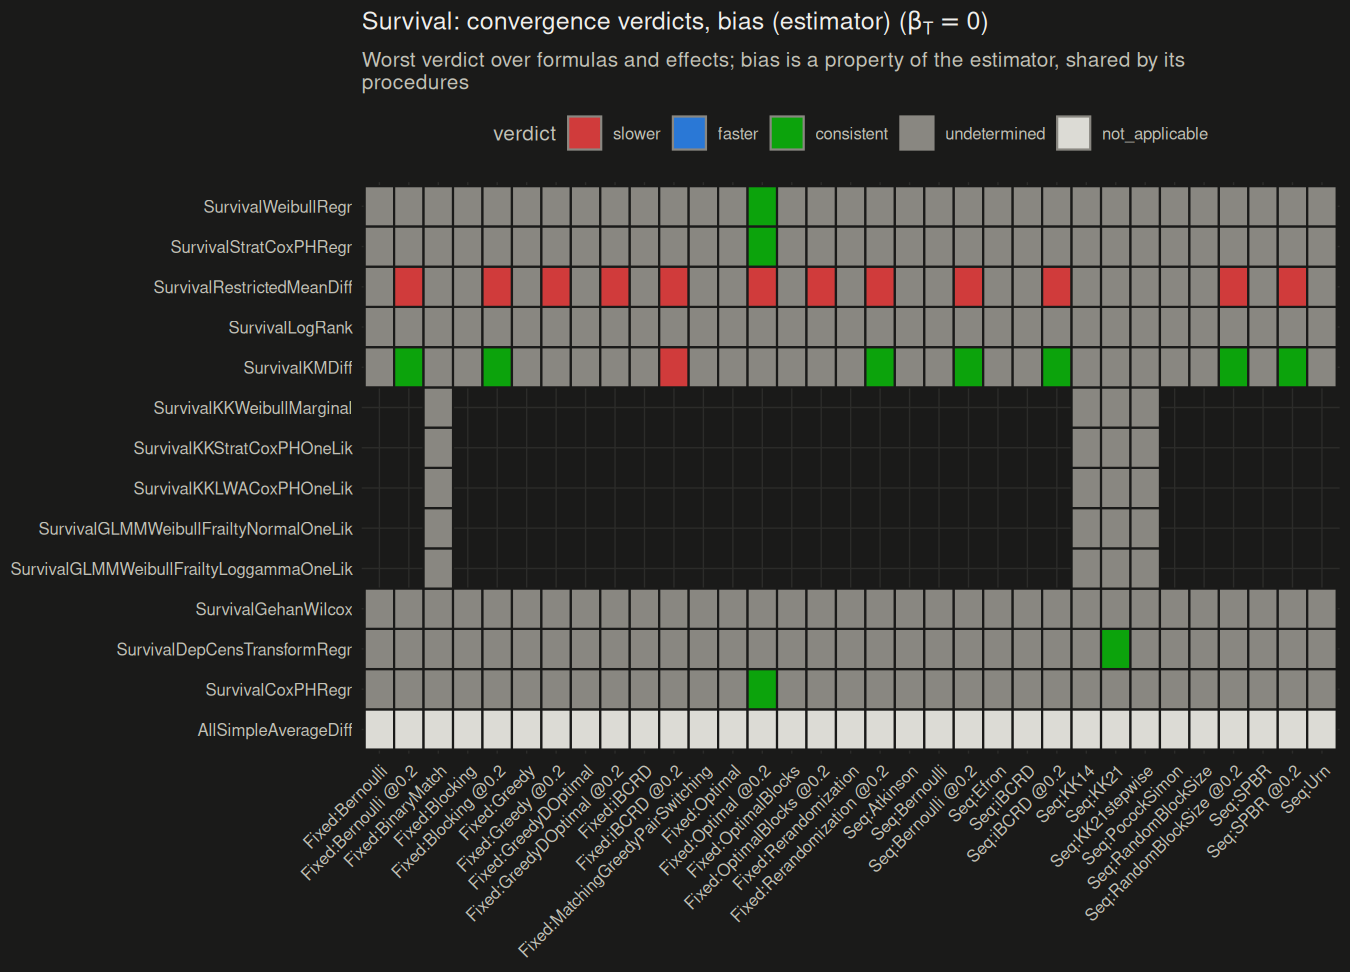 Survival: convergence verdicts, bias (estimator) (βT = 0)
Worst verdict over formulas and effects; bias is a property of the estimator, shared by its
procedures
verdict slower faster consistent undetermined not_applicable
SurvivalWeibullRegr
SurvivalStratCoxPHRegr
SurvivalRestrictedMeanDiff
SurvivalLogRank
SurvivalKMDiff
SurvivalKKWeibullMarginal
SurvivalKKStratCoxPHOneLik
SurvivalKKLWACoxPHOneLik
SurvivalGLMMWeibullFrailtyNormalOneLik
SurvivalGLMMWeibullFrailtyLoggammaOneLik
SurvivalGehanWilcox
SurvivalDepCensTransformRegr
SurvivalCoxPHRegr
AllSimpleAverageDiff
Fixed:Bernoulli
Fixed:Bernoulli @0.2
Fixed:BinaryMatch
Fixed:Blocking
Fixed:Blocking @0.2
Fixed:Greedy
Fixed:Greedy @0.2
Fixed:GreedyDOptimal
Fixed:GreedyDOptimal @0.2
Fixed:iBCRD
Fixed:iBCRD @0.2
Fixed:MatchingGreedyPairSwitching
Fixed:Optimal
Fixed:Optimal @0.2
Fixed:OptimalBlocks
Fixed:OptimalBlocks @0.2
Fixed:Rerandomization
Fixed:Rerandomization @0.2
Seq:Atkinson
Seq:Bernoulli
Seq:Bernoulli @0.2
Seq:Efron
Seq:iBCRD
Seq:iBCRD @0.2
Seq:KK14
Seq:KK21
Seq:KK21stepwise
Seq:PocockSimon
Seq:RandomBlockSize
Seq:RandomBlockSize @0.2
Seq:SPBR
Seq:SPBR @0.2
Seq:Urn